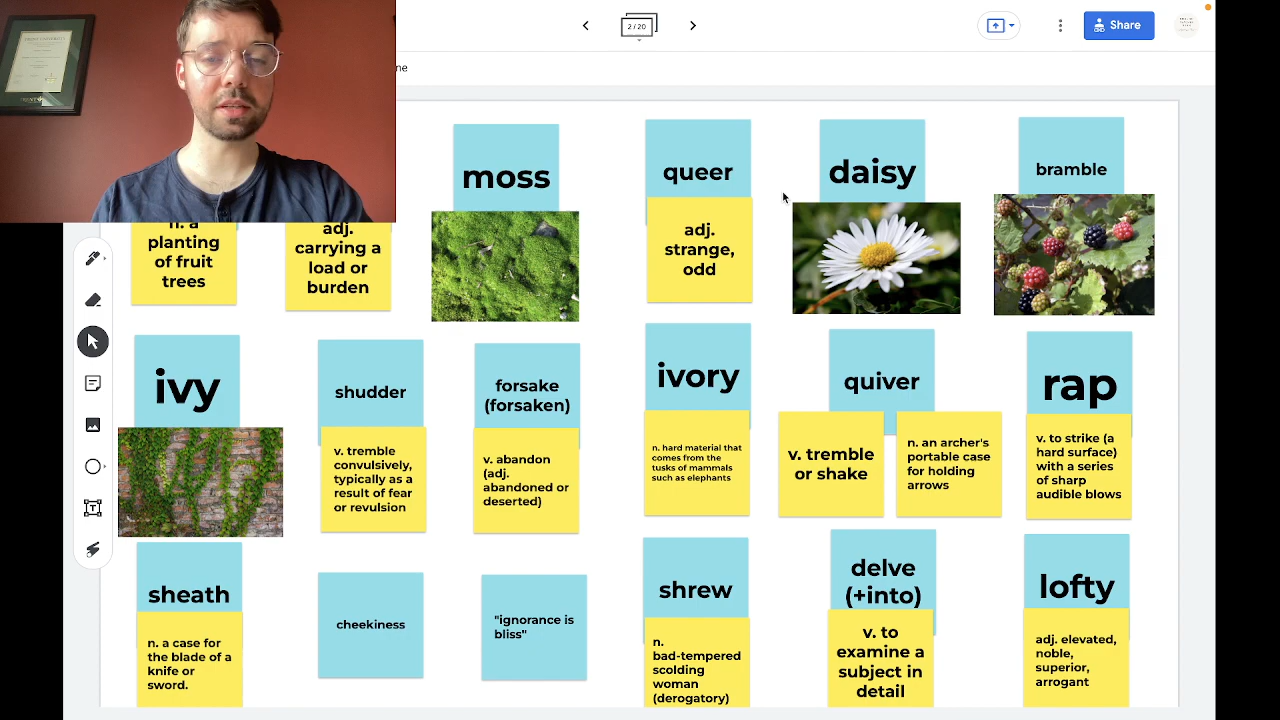 2 / 20
Share
me
moss
queer
daisy
bramble
n. a
planting
of fruit
trees
adj.
carrying a
load or
burden
adj.
strange,
odd
ivy
shudder
forsake
(forsaken)
ivory
quiver
rap
v. tremble
convulsively,
typically as a
result of fear
or revulsion
v. abandon
(adj.
abandoned or
deserted)
n. hard material that
comes from the
tusks of mammals
such as elephants
v. tremble
or shake
n. an archer's
portable case
for holding
arrows
v. to strike (a
hard surface)
with a series
of sharp
audible blows
sheath
cheekiness
"ignorance is
bliss"
shrew
delve
(+into)
lofty
n. a case for
the blade of a
knife or
sword.
n.
bad-tempered
scolding
woman
(derogatory)
v. to
examine a
subject in
detail
adj. elevated,
noble,
superior,
arrogant